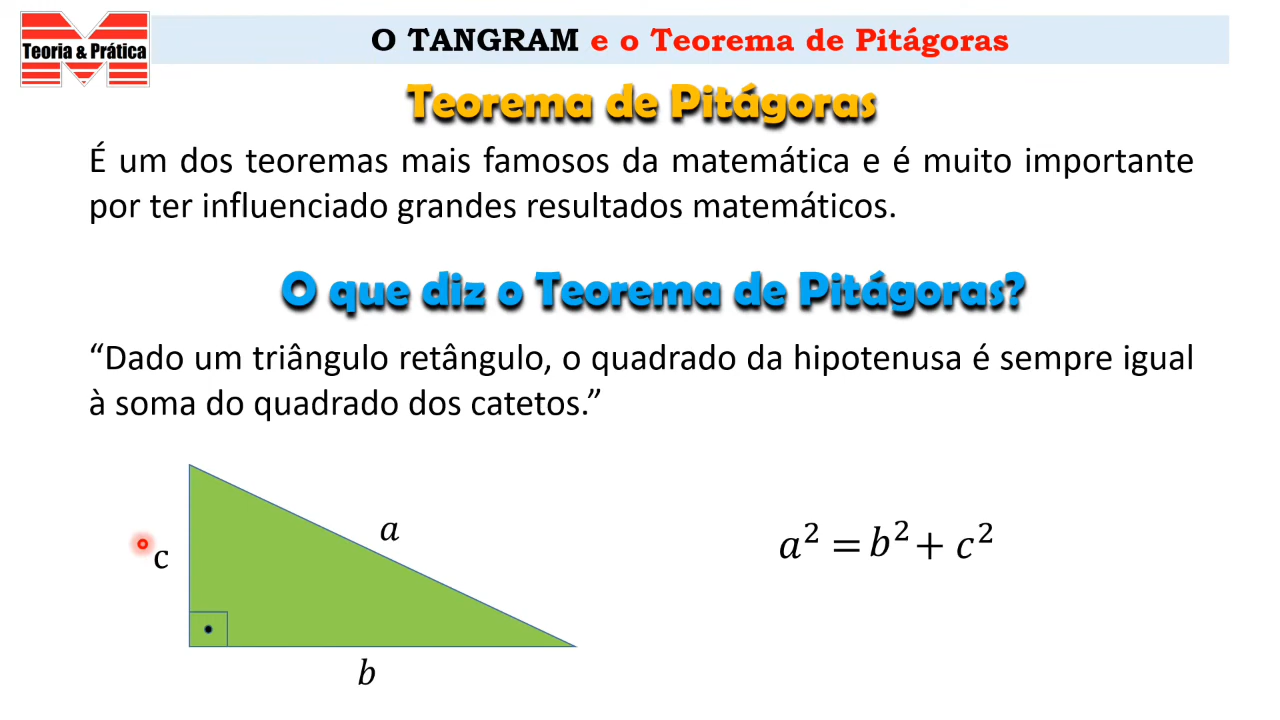 Teoria & Prática
O TANGRAM e o Teorema de Pitágoras
Teorema de Pitágoras
É um dos teoremas mais famosos da matemática e é muito importante
por ter influenciado grandes resultados matemáticos.
O que diz o Teorema de Pitágoras?
“Dado um triângulo retângulo, o quadrado da hipotenusa é sempre igual
à soma do quadrado dos catetos.”
a
c
b
a² = b² + c²